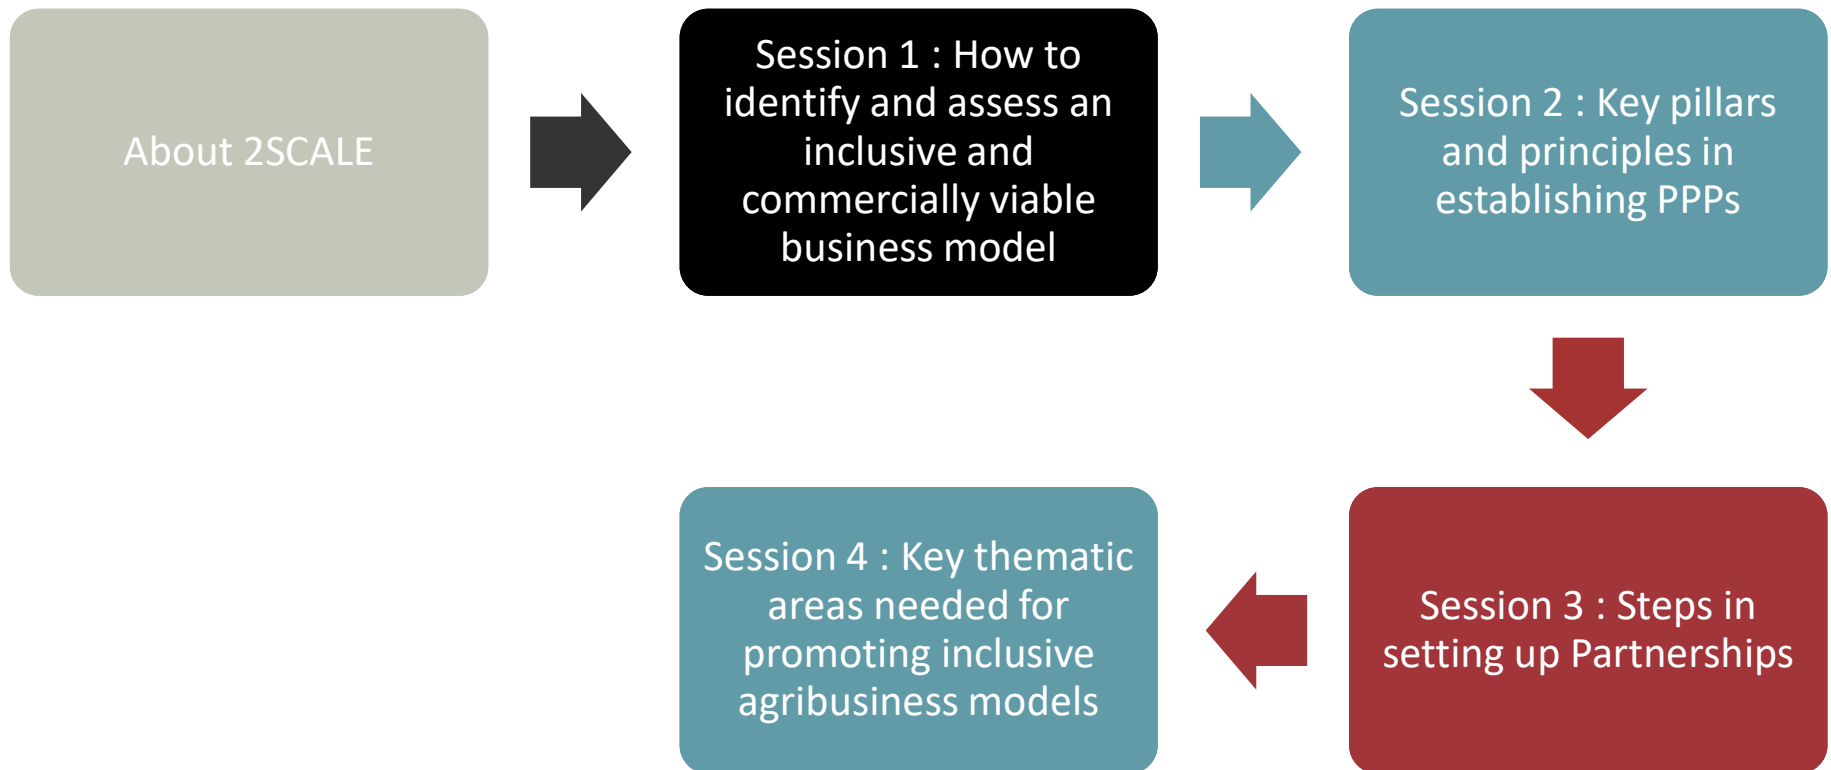 About 2SCALE
Session 1 : How to
identify and assess an
inclusive and
commercially viable
business model
Session 2 : Key pillars
and principles in
establishing PPPs
Session 3 : Steps in
setting up Partnerships
Session 4 : Key thematic
areas needed for
promoting inclusive
agribusiness models